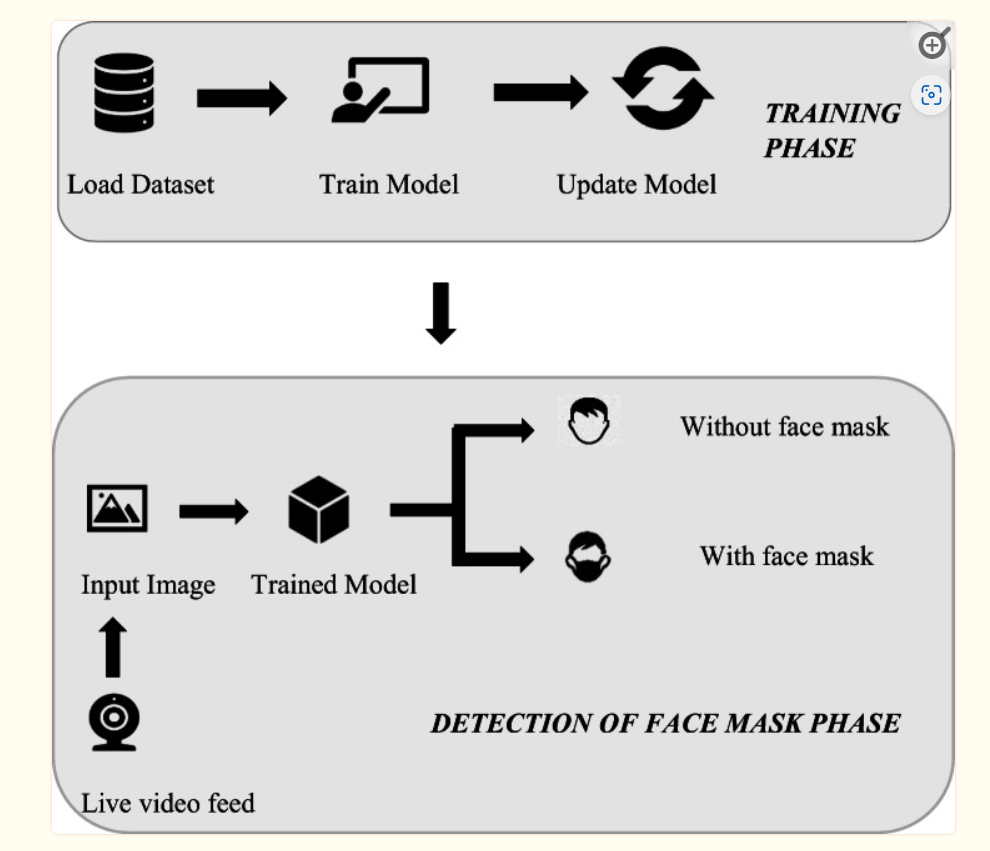 TRAINING
PHASE
Load Dataset
Train Model
Update Model
Without face mask
With face mask
Input Image
Trained Model
DETECTION OF FACE MASK PHASE
Live video feed